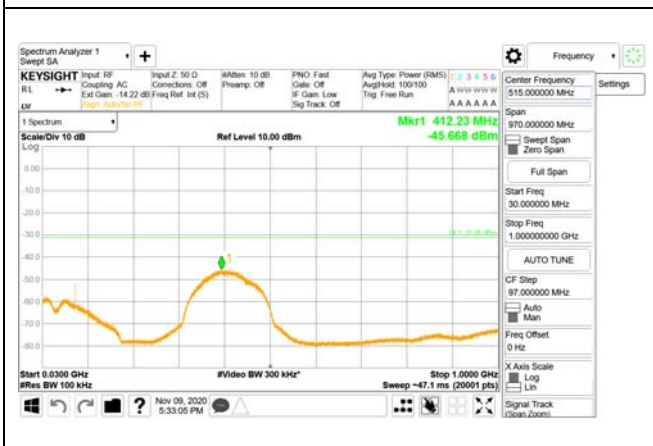 Spectrum Analyzer 1
Swept SA
+
Frequency
KEYSIGHT
RL
Input: RF
Coupling: AC
Ext Gain: -14.22 dB
Align: Auto/No RF
Input Z: 50 Ω
Corrections: Off
Freq Ref: Int (S)
#Atten: 10 dB
Preamp: Off
PNO: Fast
Gate: Off
IF Gain: Low
Sig Track: Off
Avg Type: Power (RMS)
Avg|Hold: 100/100
Trig: Free Run
1 2 3 4 5 6
A W W W W W
A A A A A A
Center Frequency
515.000000 MHz
Settings
1 Spectrum
Mkr1 412.23 MHz
Scale/Div 10 dB
Ref Level 10.00 dBm
-45.668 dBm
Log
Span
970.000000 MHz
Swept Span
Zero Span
Full Span
Start Freq
30.000000 MHz
Stop Freq
1.000000000 GHz
AUTO TUNE
CF Step
97.000000 MHz
Auto
Man
Freq Offset
0 Hz
X Axis Scale
Log
Lin
Signal Track
(Span Zoom)
0.00
-10.0
-20.0
-30.0
-40.0
-50.0
-60.0
-70.0
-80.0
1
Start 0.0300 GHz
#Video BW 300 kHz*
Stop 1.0000 GHz
#Res BW 100 kHz
Sweep ~47.1 ms (20001 pts)
?
Nov 09, 2020
5:33:05 PM